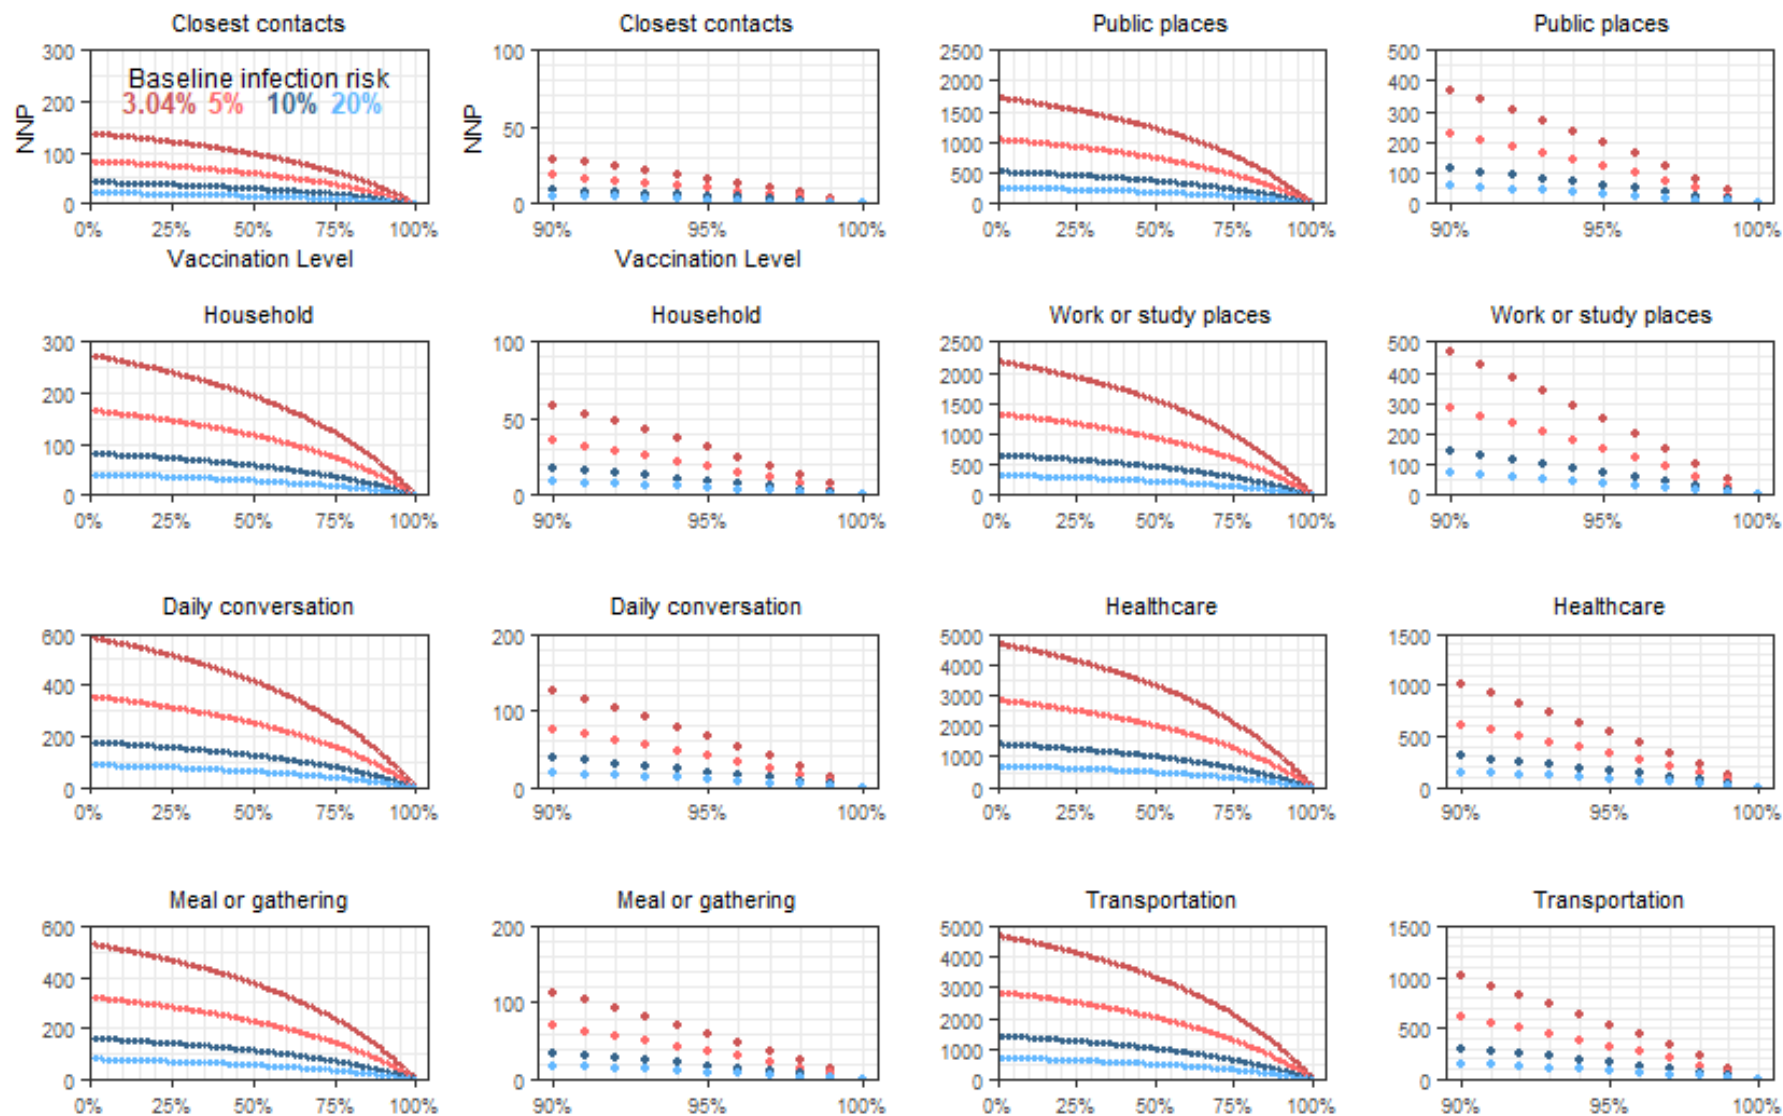 Closest contacts Closest contacts Public places Public places
300 100 2500 500
Baseline infection risk
3.04% 5% 10% 20%
200 2000 400
1500 300
NNP NNP
50
100 1000 200
500 100
0 0 0 0
0% 25% 50% 75% 100% 90% 95% 100% 0% 25% 50% 75% 100% 90% 95% 100%
Vaccination Level Vaccination Level
Household Household Work or study places Work or study places
300 100 2500 500
200 2000 400
1500 300
50
100 1000 200
500 100
0 0 0 0
0% 25% 50% 75% 100% 90% 95% 100% 0% 25% 50% 75% 100% 90% 95% 100%
Daily conversation Daily conversation Healthcare Healthcare
600 200 5000 1500
400 4000 1000
3000
100
200 2000 500
1000
0 0 0 0
0% 25% 50% 75% 100% 90% 95% 100% 0% 25% 50% 75% 100% 90% 95% 100%
Meal or gathering Meal or gathering Transportation Transportation
600 200 5000 1500
400 4000 1000
3000
100
200 2000 500
1000
0 0 0 0
0% 25% 50% 75% 100% 90% 95% 100% 0% 25% 50% 75% 100% 90% 95% 100%